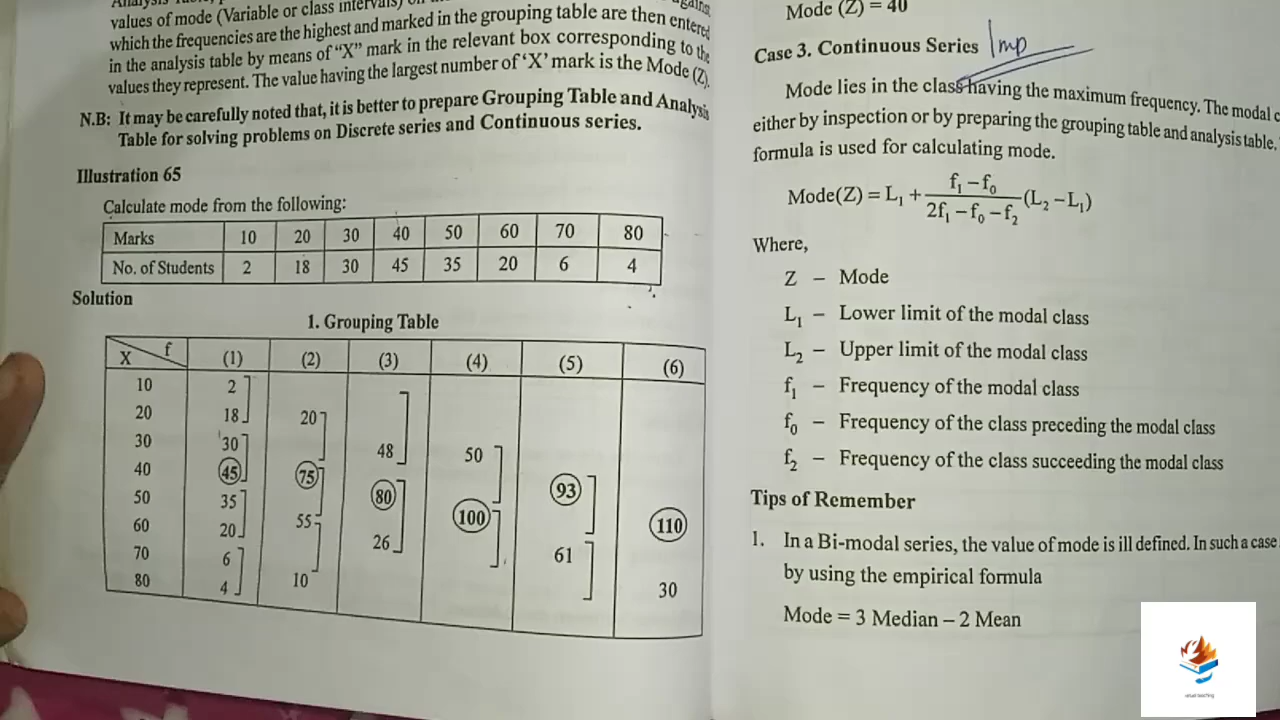 values of mode (Variable or class intervals)
which the frequencies are the highest and marked in the grouping table are then entered
in the analysis table by means of “X” mark in the relevant box corresponding to the
values they represent. The value having the largest number of ‘X’ mark is the Mode (Z).
N.B: It may be carefully noted that, it is better to prepare Grouping Table and Analysis
Table for solving problems on Discrete series and Continuous series.
Illustration 65
Calculate mode from the following:
Marks 10 20 30 40 50 60 70 80
No. of Students 2 18 30 45 35 20 6 4
Solution
1. Grouping Table
X f (1) (2) (3) (4) (5) (6)
10 2
20 18 20
30 30 48 50
40 45 75 93
50 35 80 100 110
60 20 55 26
70 6 61
80 4 10 30
Mode (Z) = 40
Case 3. Continuous Series Imp
Mode lies in the class having the maximum frequency. The modal c
either by inspection or by preparing the grouping table and analysis table.
formula is used for calculating mode.
Mode(Z) = L₁ + (f₁ – f₀)/(2f₁ – f₀ – f₂) (L₂ – L₁)
Where,
Z – Mode
L₁ – Lower limit of the modal class
L₂ – Upper limit of the modal class
f₁ – Frequency of the modal class
f₀ – Frequency of the class preceding the modal class
f₂ – Frequency of the class succeeding the modal class
Tips of Remember
1. In a Bi-modal series, the value of mode is ill defined. In such a case
by using the empirical formula
Mode = 3 Median – 2 Mean